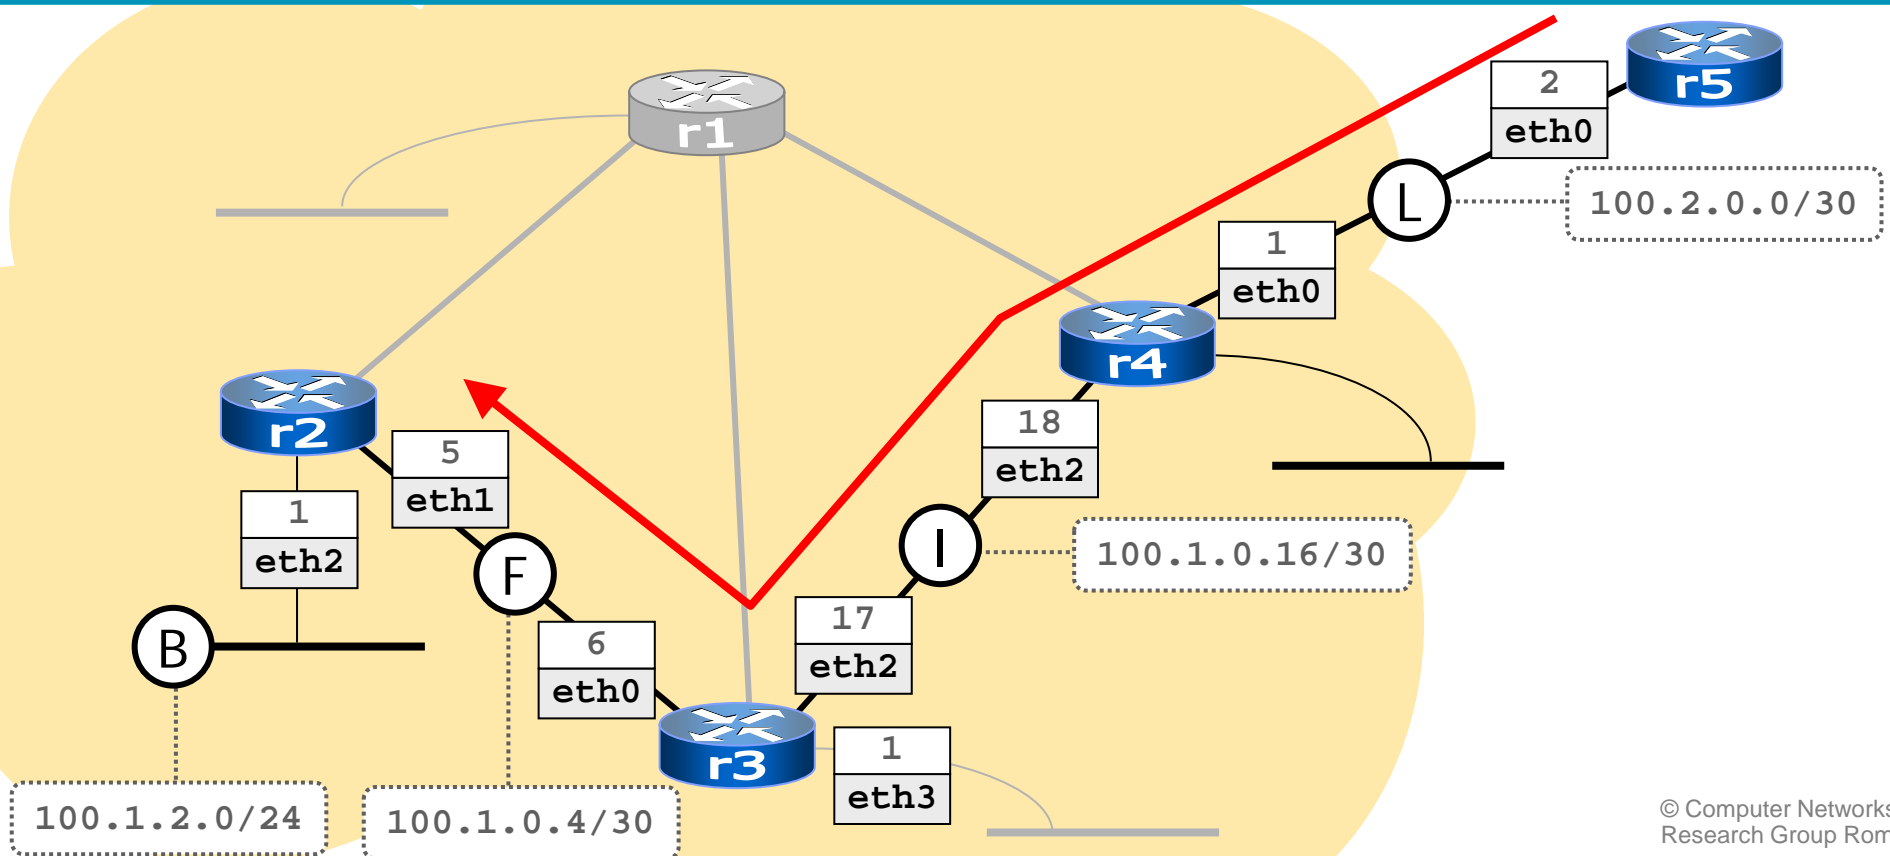 r1
2
eth0
r5
L
100.2.0.0/30
1
eth0
r4
r2
5
eth1
18
eth2
1
eth2
F
I
100.1.0.16/30
B
6
eth0
17
eth2
r3
1
eth3
100.1.2.0/24
100.1.0.4/30
© Computer Networks
Research Group Rom